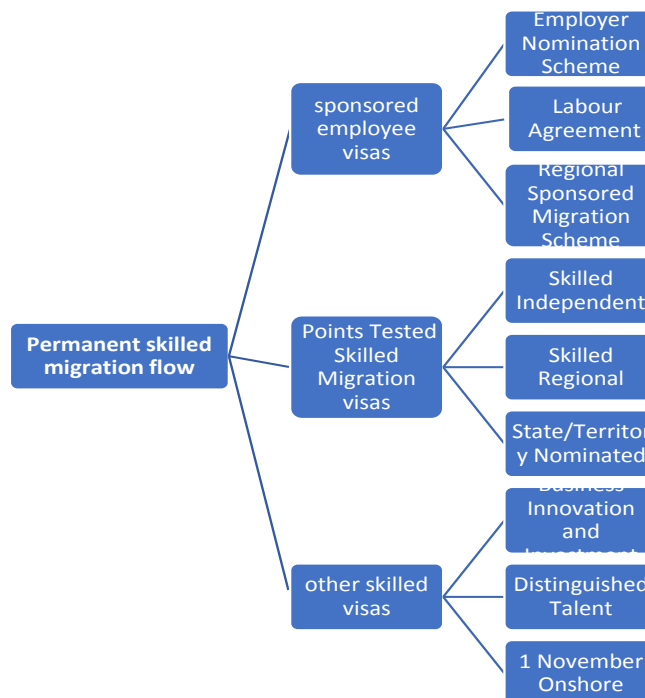 Permanent skilled
migration flow
sponsored
employee
visas
Employer
Nomination
Scheme
Labour
Agreement
Regional
Sponsored
Migration
Scheme
Points Tested
Skilled
Migration
visas
Skilled
Independent
Skilled
Regional
State/Territor
y Nominated
other skilled
visas
Business
Innovation
and
Investment
Distinguished
Talent
1 November
Onshore